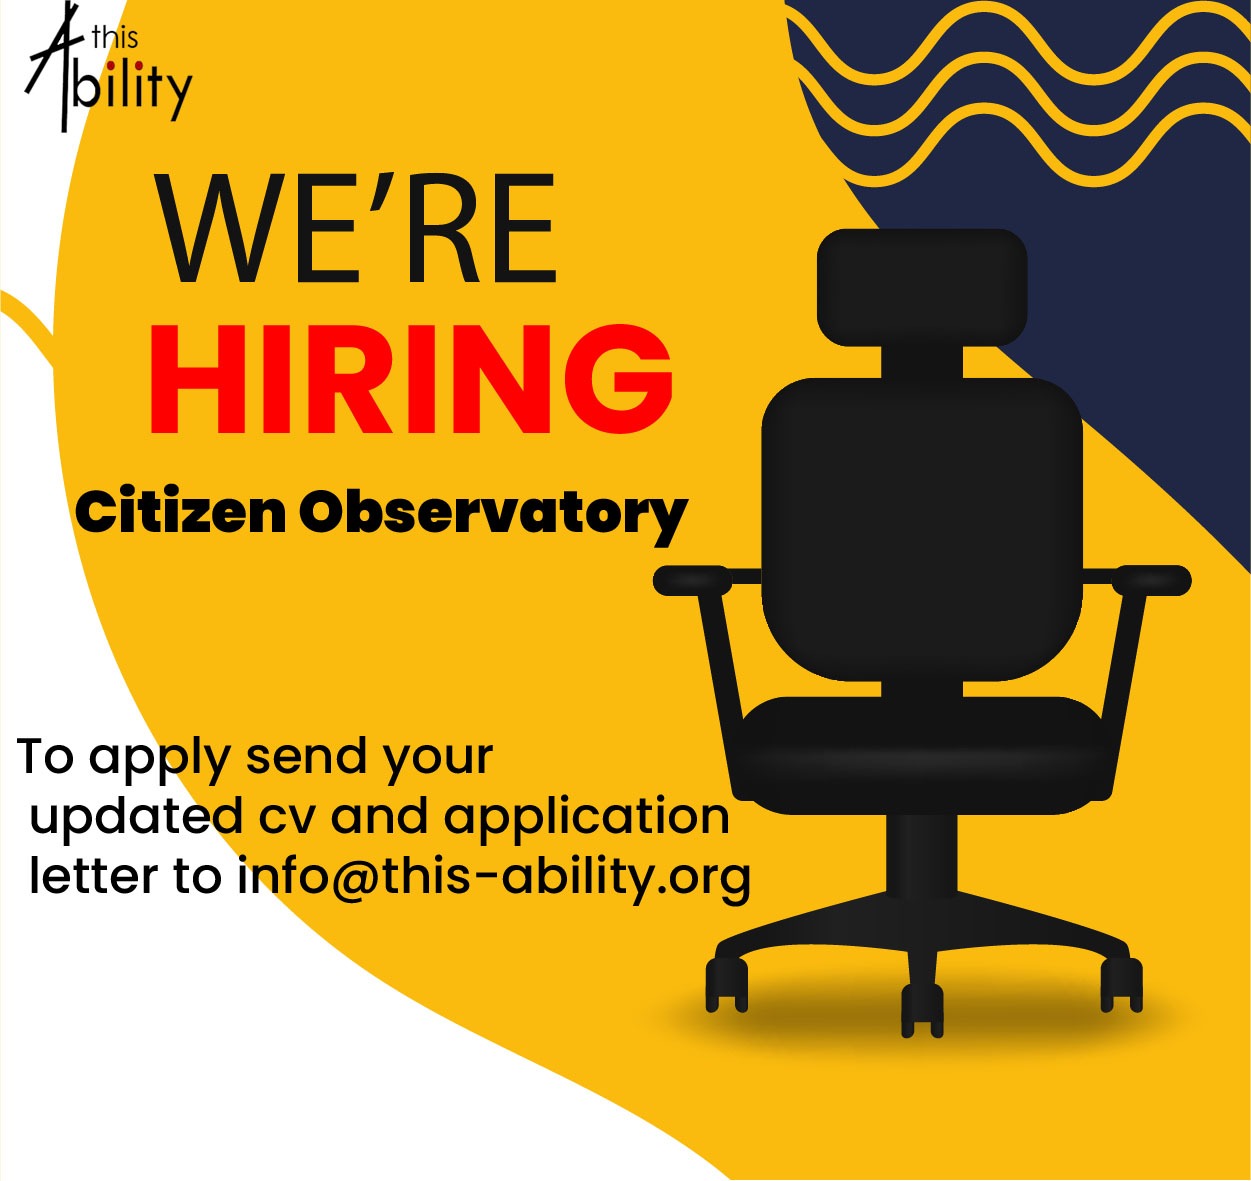 this
Ability
WE'RE
HIRING
Citizen Observatory
To apply send your
updated cv and application
letter to info@this-ability.org